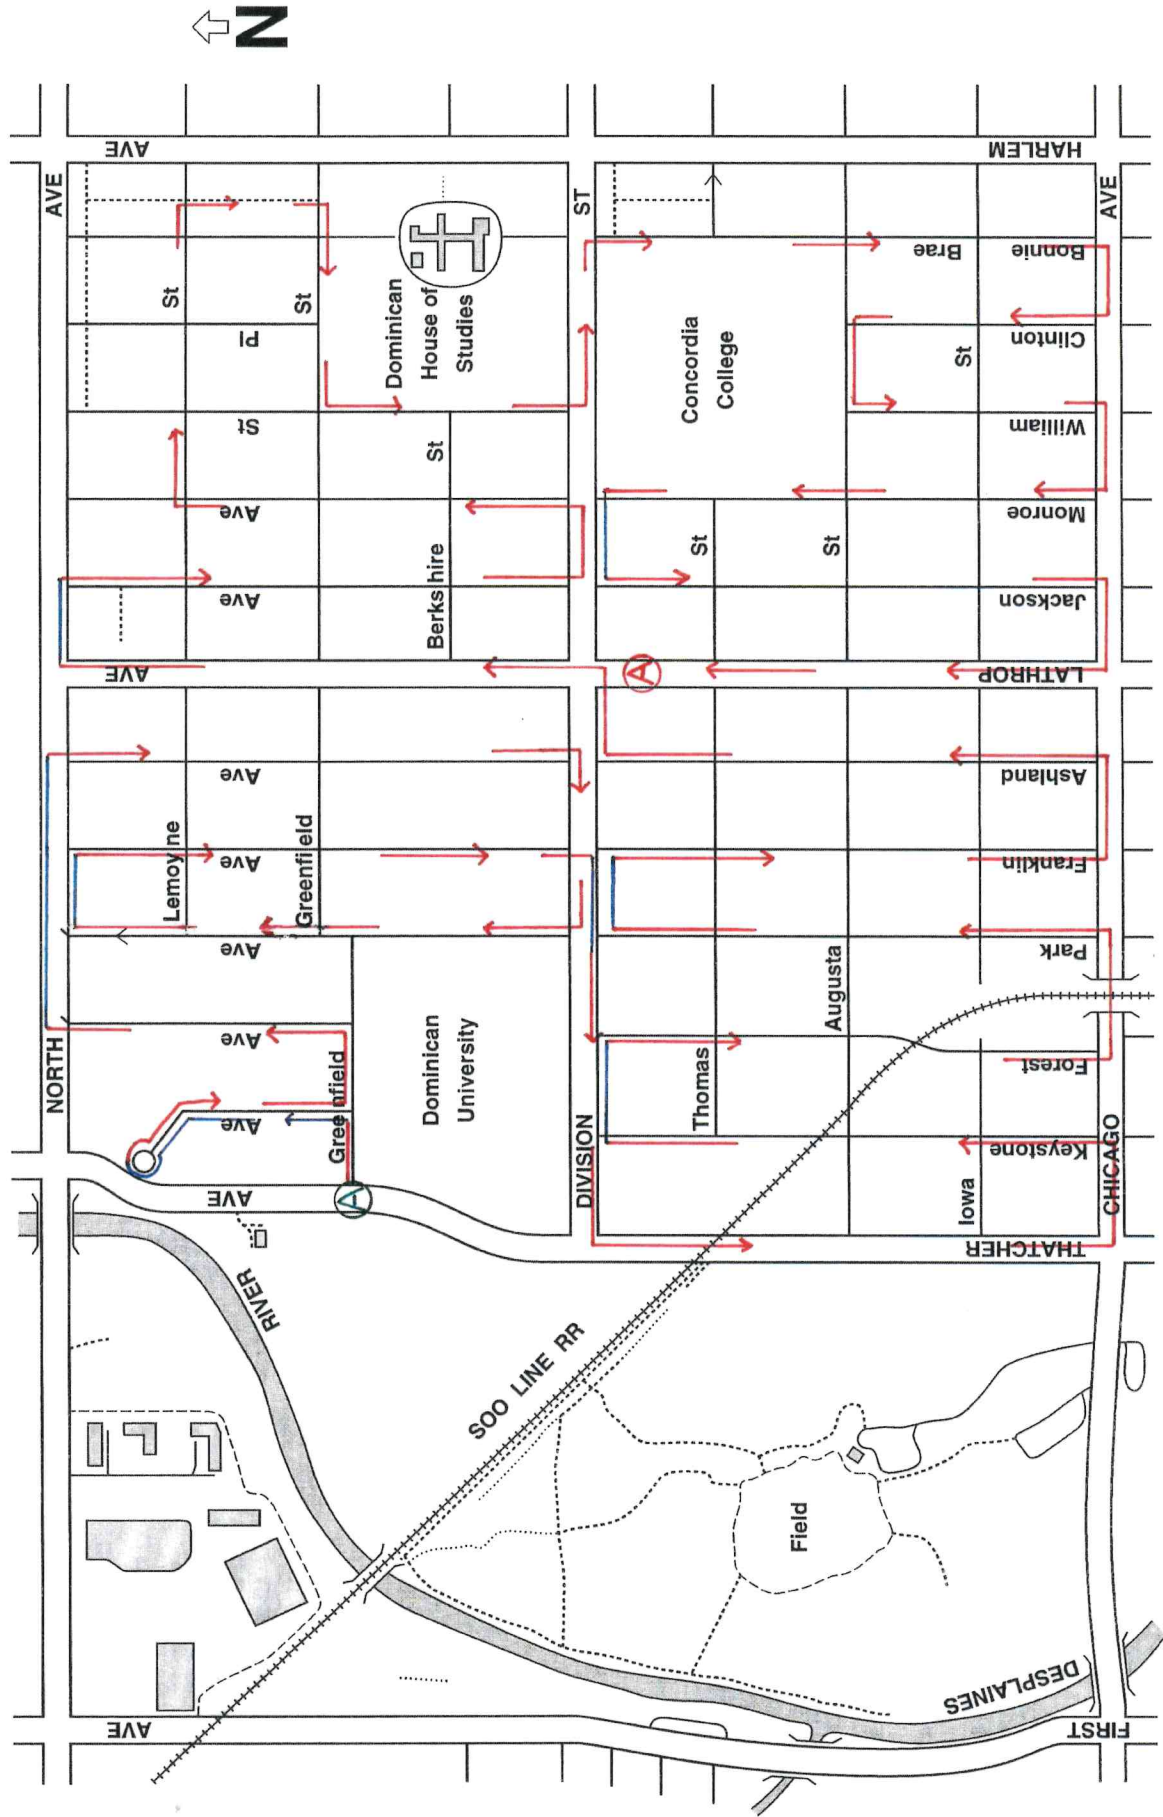 N
AVE
AVE
HARLEM
ST
AVE
St
St
Pl
St
Dominican
House of
Studies
Brae
Bonnie
Concordia
College
Clinton
St
William
St
Ave
Monroe
St
St
Berkshire
Ave
Jackson
AVE
A
LATHROP
Ave
Ashland
Lemoyne
Ave
Greenfield
Franklin
Ave
Park
Augusta
Dominican
University
NORTH
Ave
Greenfield
Ave
Thomas
Forest
DIVISION
Keystone
CHICAGO
AVE
A
Iowa
THATCHER
RIVER
SOO LINE RR
Field
DESPLAINES
AVE
FIRST